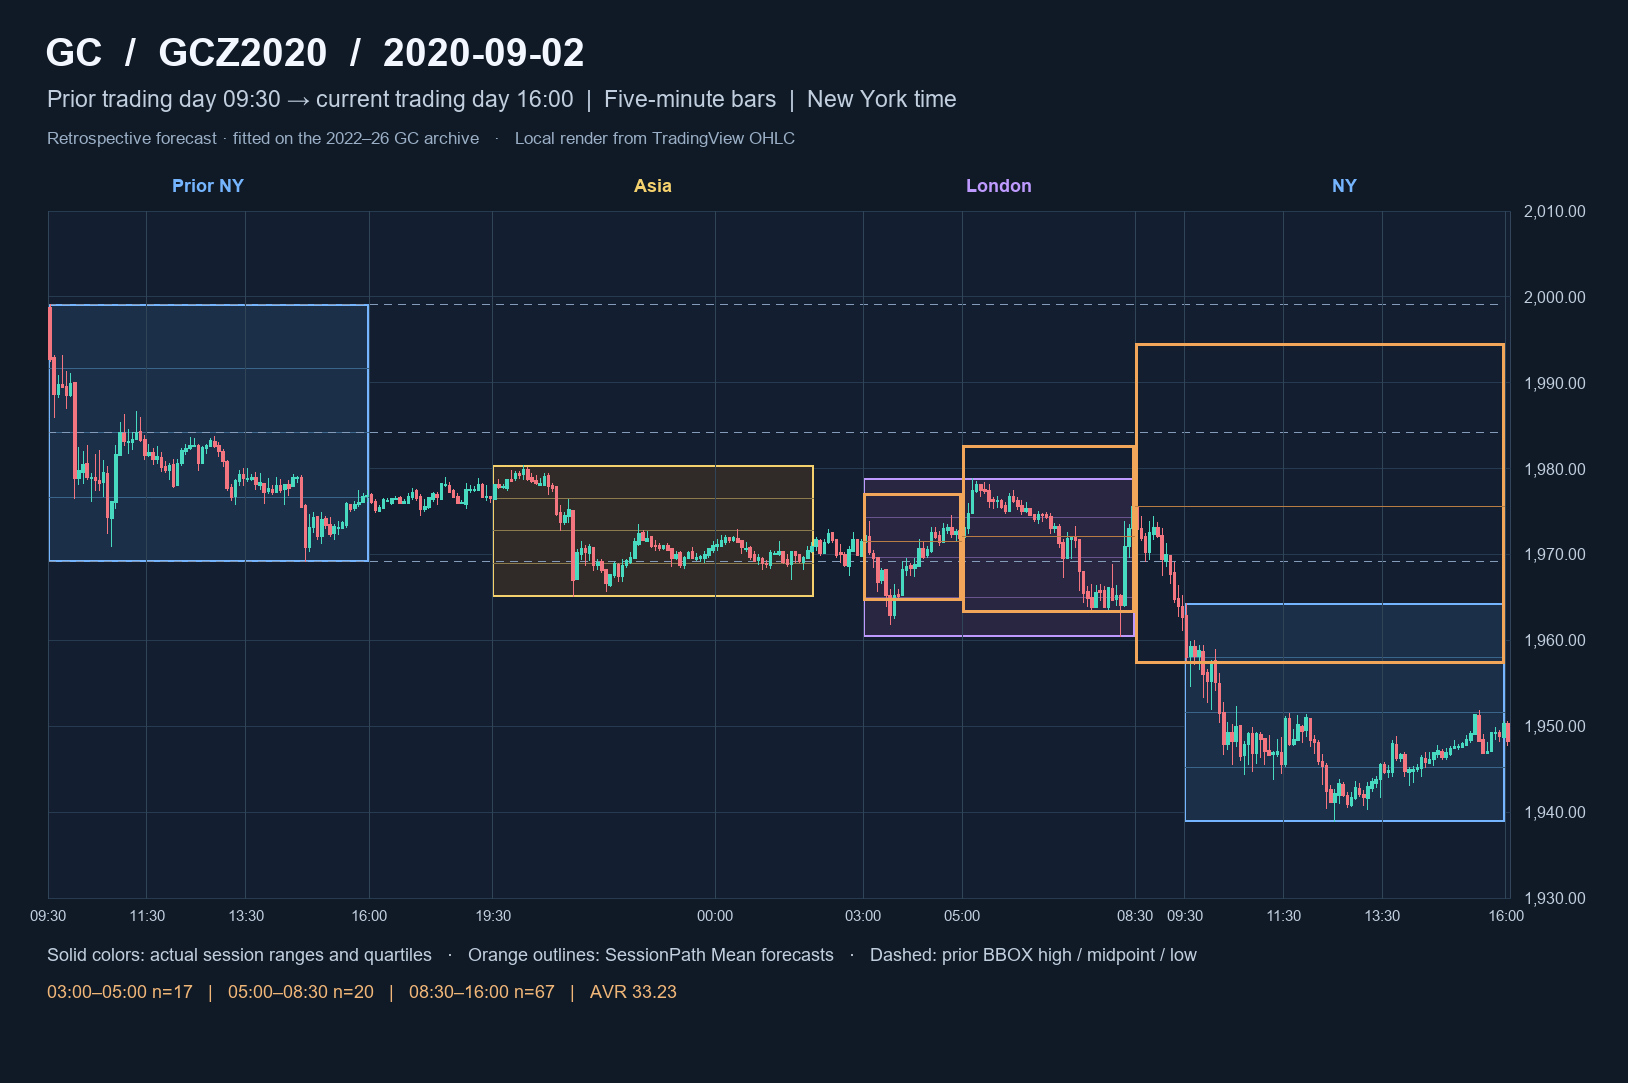 GC / GCZ2020 / 2020-09-02
Prior trading day 09:30 → current trading day 16:00 | Five-minute bars | New York time
Retrospective forecast · fitted on the 2022–26 GC archive · Local render from TradingView OHLC
Prior NY Asia London NY
2,010.00
2,000.00
1,990.00
1,980.00
1,970.00
1,960.00
1,950.00
1,940.00
1,930.00
09:30 11:30 13:30 16:00 19:30 00:00 03:00 05:00 08:30 09:30 11:30 13:30 16:00
Solid colors: actual session ranges and quartiles · Orange outlines: SessionPath Mean forecasts · Dashed: prior BBOX high / midpoint / low
03:00–05:00 n=17 | 05:00–08:30 n=20 | 08:30–16:00 n=67 | AVR 33.23